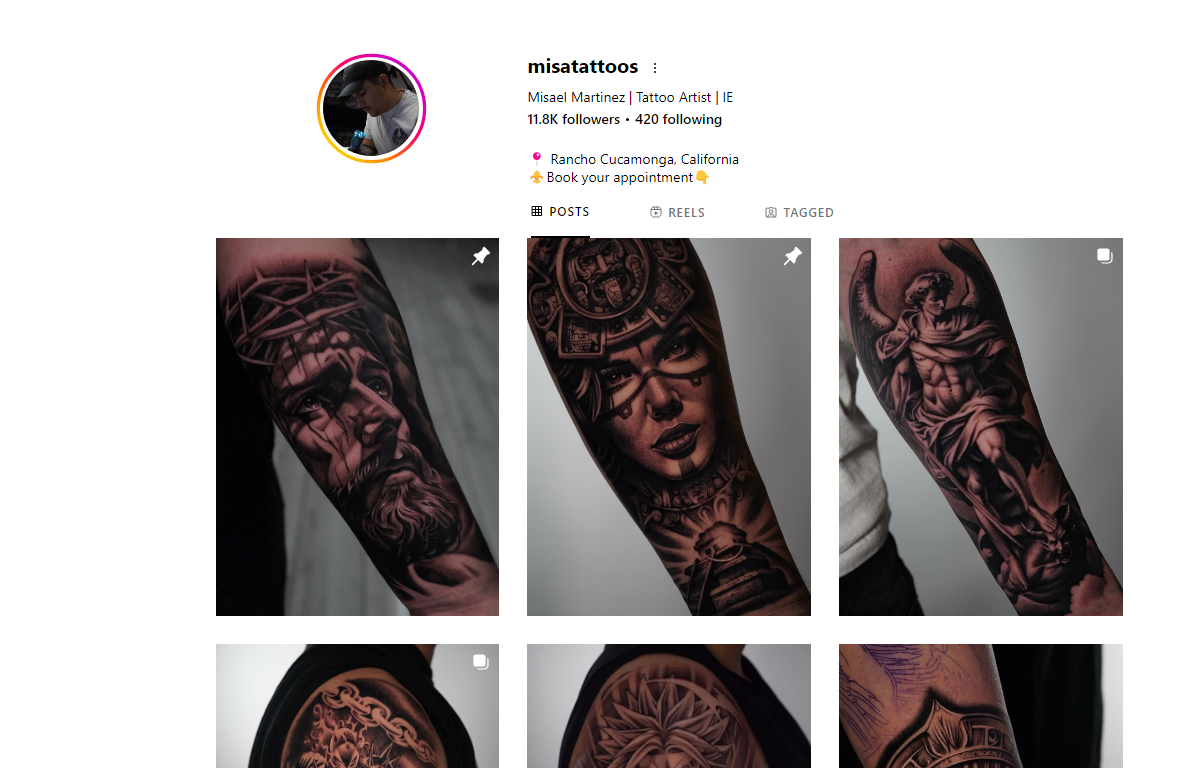 misatattoos
Misael Martinez | Tattoo Artist | IE
11.8K followers • 420 following
📍 Rancho Cucamonga, California
⚜️Book your appointment👇
POSTS
REELS
TAGGED